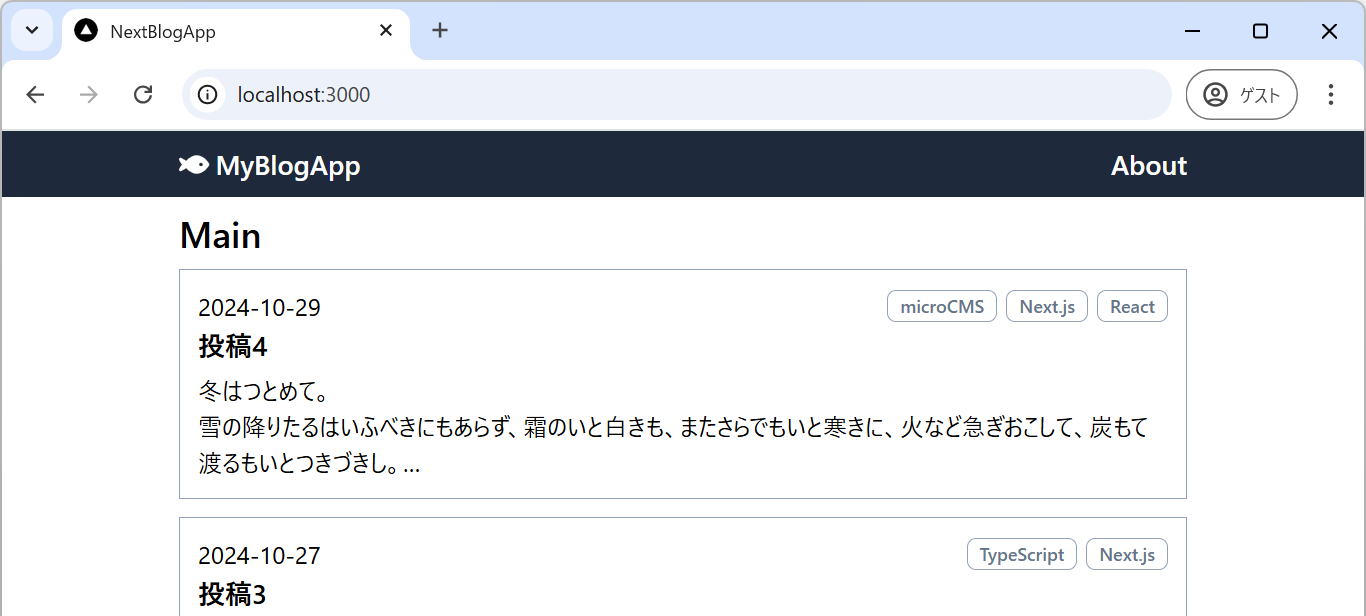 NextBlogApp
localhost:3000
ゲスト
MyBlogApp
About
Main
2024-10-29
microCMS
Next.js
React
投稿4
冬はつとめて。
雪の降りたるはいふべきにもあらず、霜のいと白きも、またさらでもいと寒きに、火など急ぎおこして、炭もて
渡るもいとつきづきし。...
2024-10-27
TypeScript
Next.js
投稿3